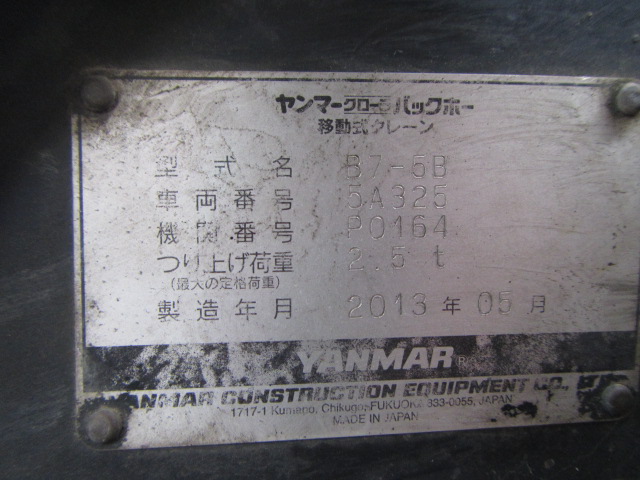 ヤンマークローラバックホー
移動式クレーン
型式名 B7-5B
車両番号 5A325
機関番号 P0164
つり上げ荷重 2.5t
(最大の定格荷重)
製造年月 2013年05月
YANMAR
YANMAR CONSTRUCTION EQUIPMENT CO.,
1717-1 Kumano, Chikugo, FUKUOKA 833-0055, JAPAN
MADE IN JAPAN